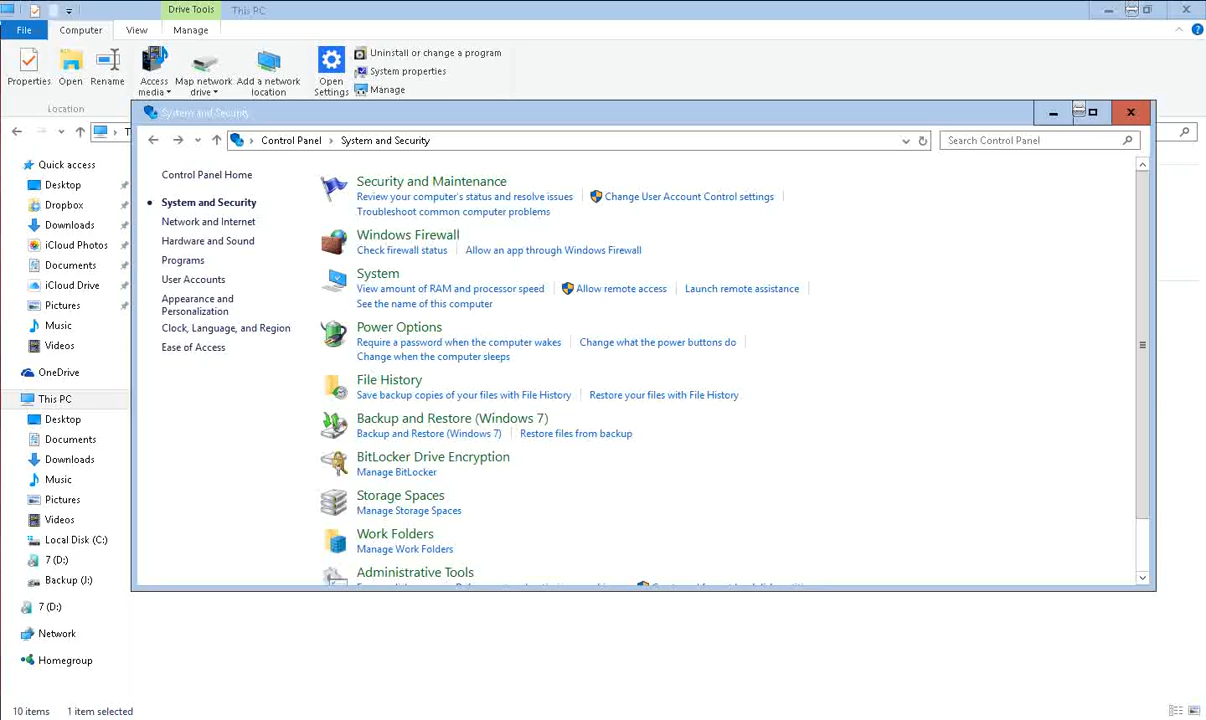 Drive Tools
This PC
File
Computer
View
Manage
Properties
Open
Rename
Access media
Map network drive
Add a network location
Open Settings
Uninstall or change a program
System properties
Manage
Location
System and Security
Control Panel
System and Security
Search Control Panel
Quick access
Desktop
Dropbox
Downloads
iCloud Photos
Documents
iCloud Drive
Pictures
Music
Videos
OneDrive
This PC
Desktop
Documents
Downloads
Music
Pictures
Videos
Local Disk (C:)
7 (D:)
Backup (J:)
7 (D:)
Network
Homegroup
Control Panel Home
System and Security
Network and Internet
Hardware and Sound
Programs
User Accounts
Appearance and
Personalization
Clock, Language, and Region
Ease of Access
Security and Maintenance
Review your computer's status and resolve issues
Change User Account Control settings
Troubleshoot common computer problems
Windows Firewall
Check firewall status
Allow an app through Windows Firewall
System
View amount of RAM and processor speed
Allow remote access
Launch remote assistance
See the name of this computer
Power Options
Require a password when the computer wakes
Change what the power buttons do
Change when the computer sleeps
File History
Save backup copies of your files with File History
Restore your files with File History
Backup and Restore (Windows 7)
Backup and Restore (Windows 7)
Restore files from backup
BitLocker Drive Encryption
Manage BitLocker
Storage Spaces
Manage Storage Spaces
Work Folders
Manage Work Folders
Administrative Tools
10 items
1 item selected